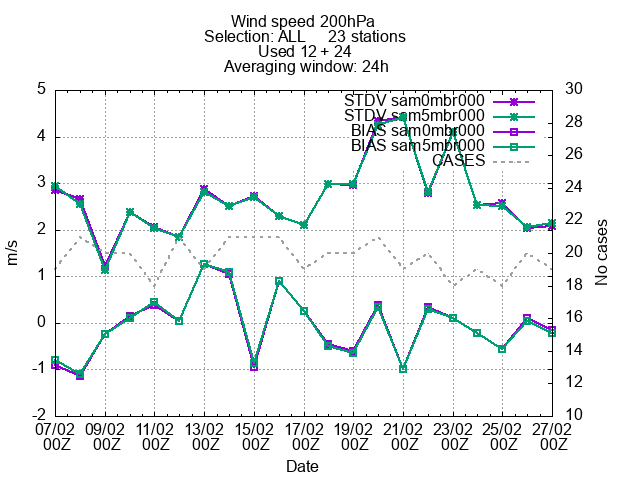 Wind speed 200hPa
Selection: ALL 23 stations
Used 12 + 24
Averaging window: 24h
STDV sam0mbr000
STDV sam5mbr000
BIAS sam0mbr000
BIAS sam5mbr000
CASES
m/s
5
4
3
2
1
0
-1
-2
No cases
30
28
26
24
22
20
18
16
14
12
10
07/02 09/02 11/02 13/02 15/02 17/02 19/02 21/02 23/02 25/02 27/02
00Z 00Z 00Z 00Z 00Z 00Z 00Z 00Z 00Z 00Z 00Z
Date